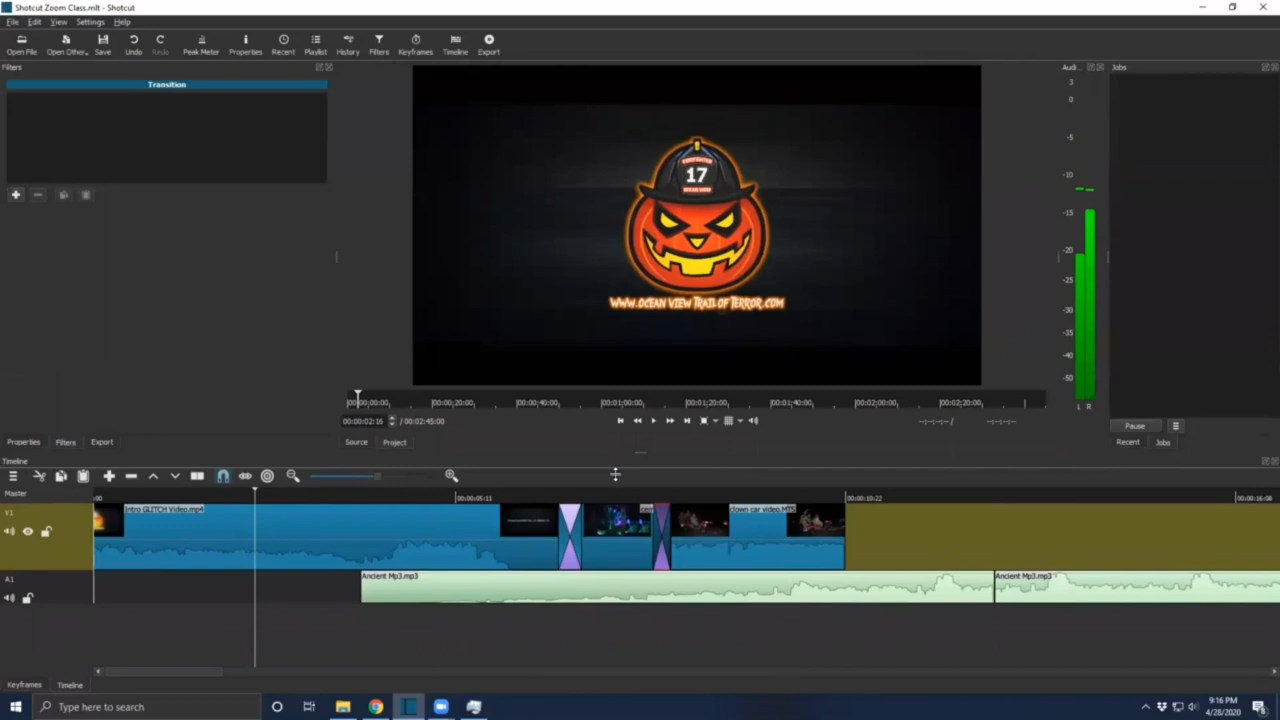 Shotcut Zoom Class.mlt - Shotcut
File Edit View Settings Help
Open File Open Other.. Save Undo Redo Peak Meter Properties Recent Playlist History Filters Keyframes Timeline Export
Filters
Audi...
Jobs
Transition
3
0
-5
-10
-15
-20
-25
-30
-35
-40
-50
L R
17
www.Ocean View Trail of Terror.com
00:00:00:00 00:00:20:00 00:00:40:00 00:01:00:00 00:01:20:00 00:01:40:00 00:02:00:00 00:02:20:00
00:00:02:16 / 00:02:45:00
--:--:--:-- / --:--:--:--
Pause
Properties Filters Export
Source Project
Recent Jobs
Timeline
Master
:00 00:00:05:11 00:00:10:22 00:00:16:08
V1
Intro GLITCH Video.mp4
clown car video.MTS
A1
Ancient Mp3.mp3
Ancient Mp3.mp3
Keyframes Timeline
Type here to search
9:16 PM
4/28/2020